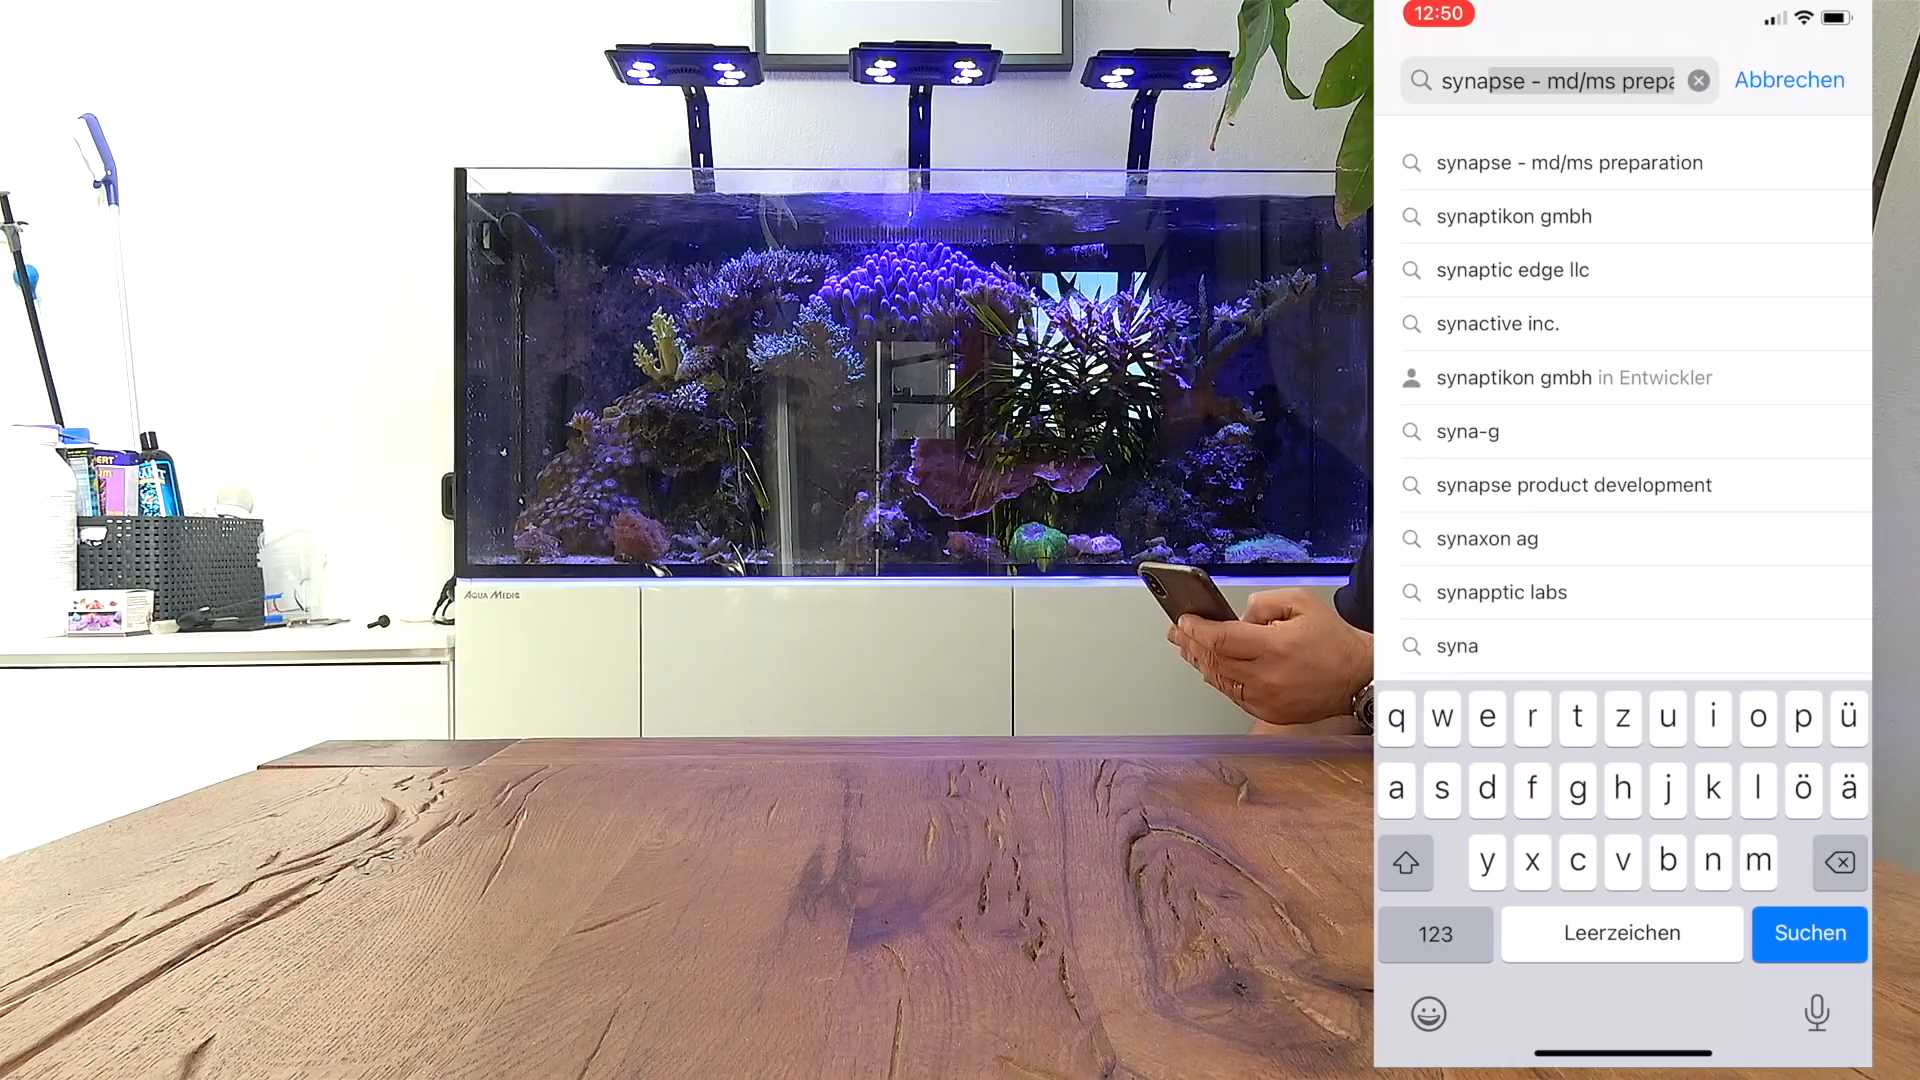 12:50
synapse - md/ms prepa
Abbrechen
synapse - md/ms preparation
synaptikon gmbh
synaptic edge llc
synactive inc.
synaptikon gmbh in Entwickler
syna-g
synapse product development
synaxon ag
synapptic labs
syna
q w e r t z u i o p ü
a s d f g h j k l ö ä
y x c v b n m
123 Leerzeichen Suchen
AQUA MEDIC